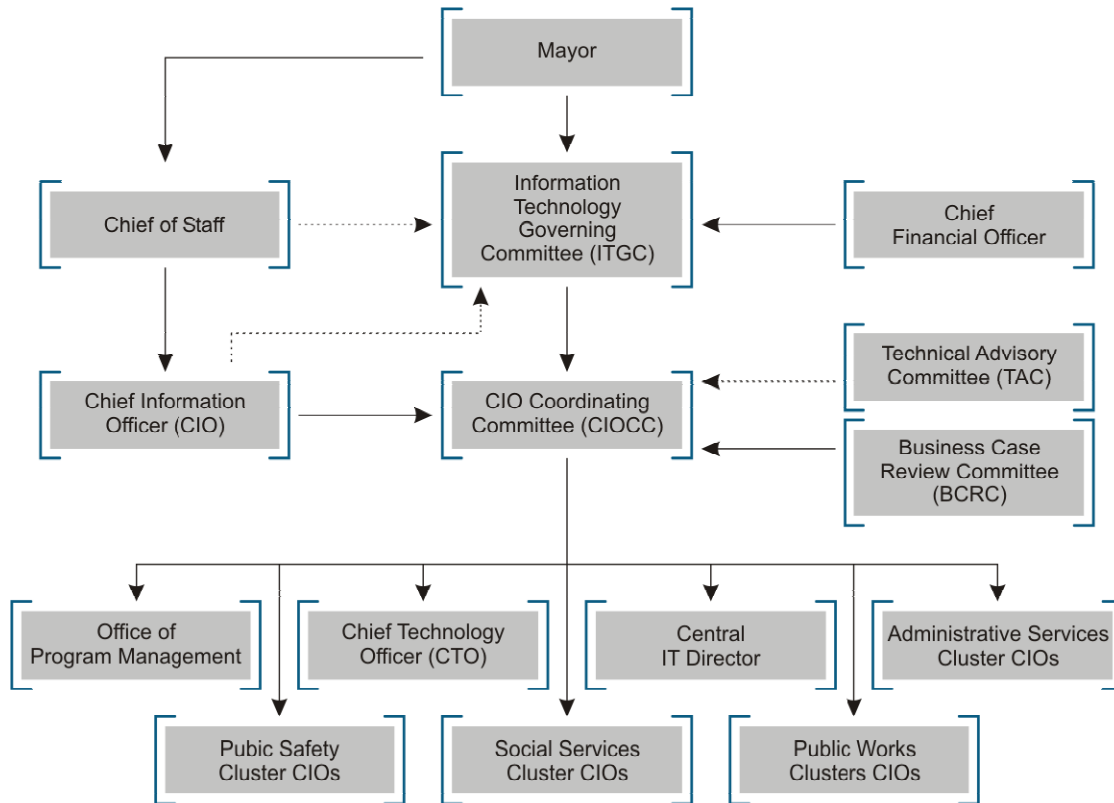 Mayor
Chief of Staff
Information
Technology
Governing
Committee (ITGC)
Chief
Financial Officer
Chief Information
Officer (CIO)
CIO Coordinating
Committee (CIOCC)
Technical Advisory
Committee (TAC)
Business Case
Review Committee
(BCRC)
Office of
Program Management
Chief Technology
Officer (CTO)
Central
IT Director
Administrative Services
Cluster CIOs
Pubic Safety
Cluster CIOs
Social Services
Cluster CIOs
Public Works
Clusters CIOs